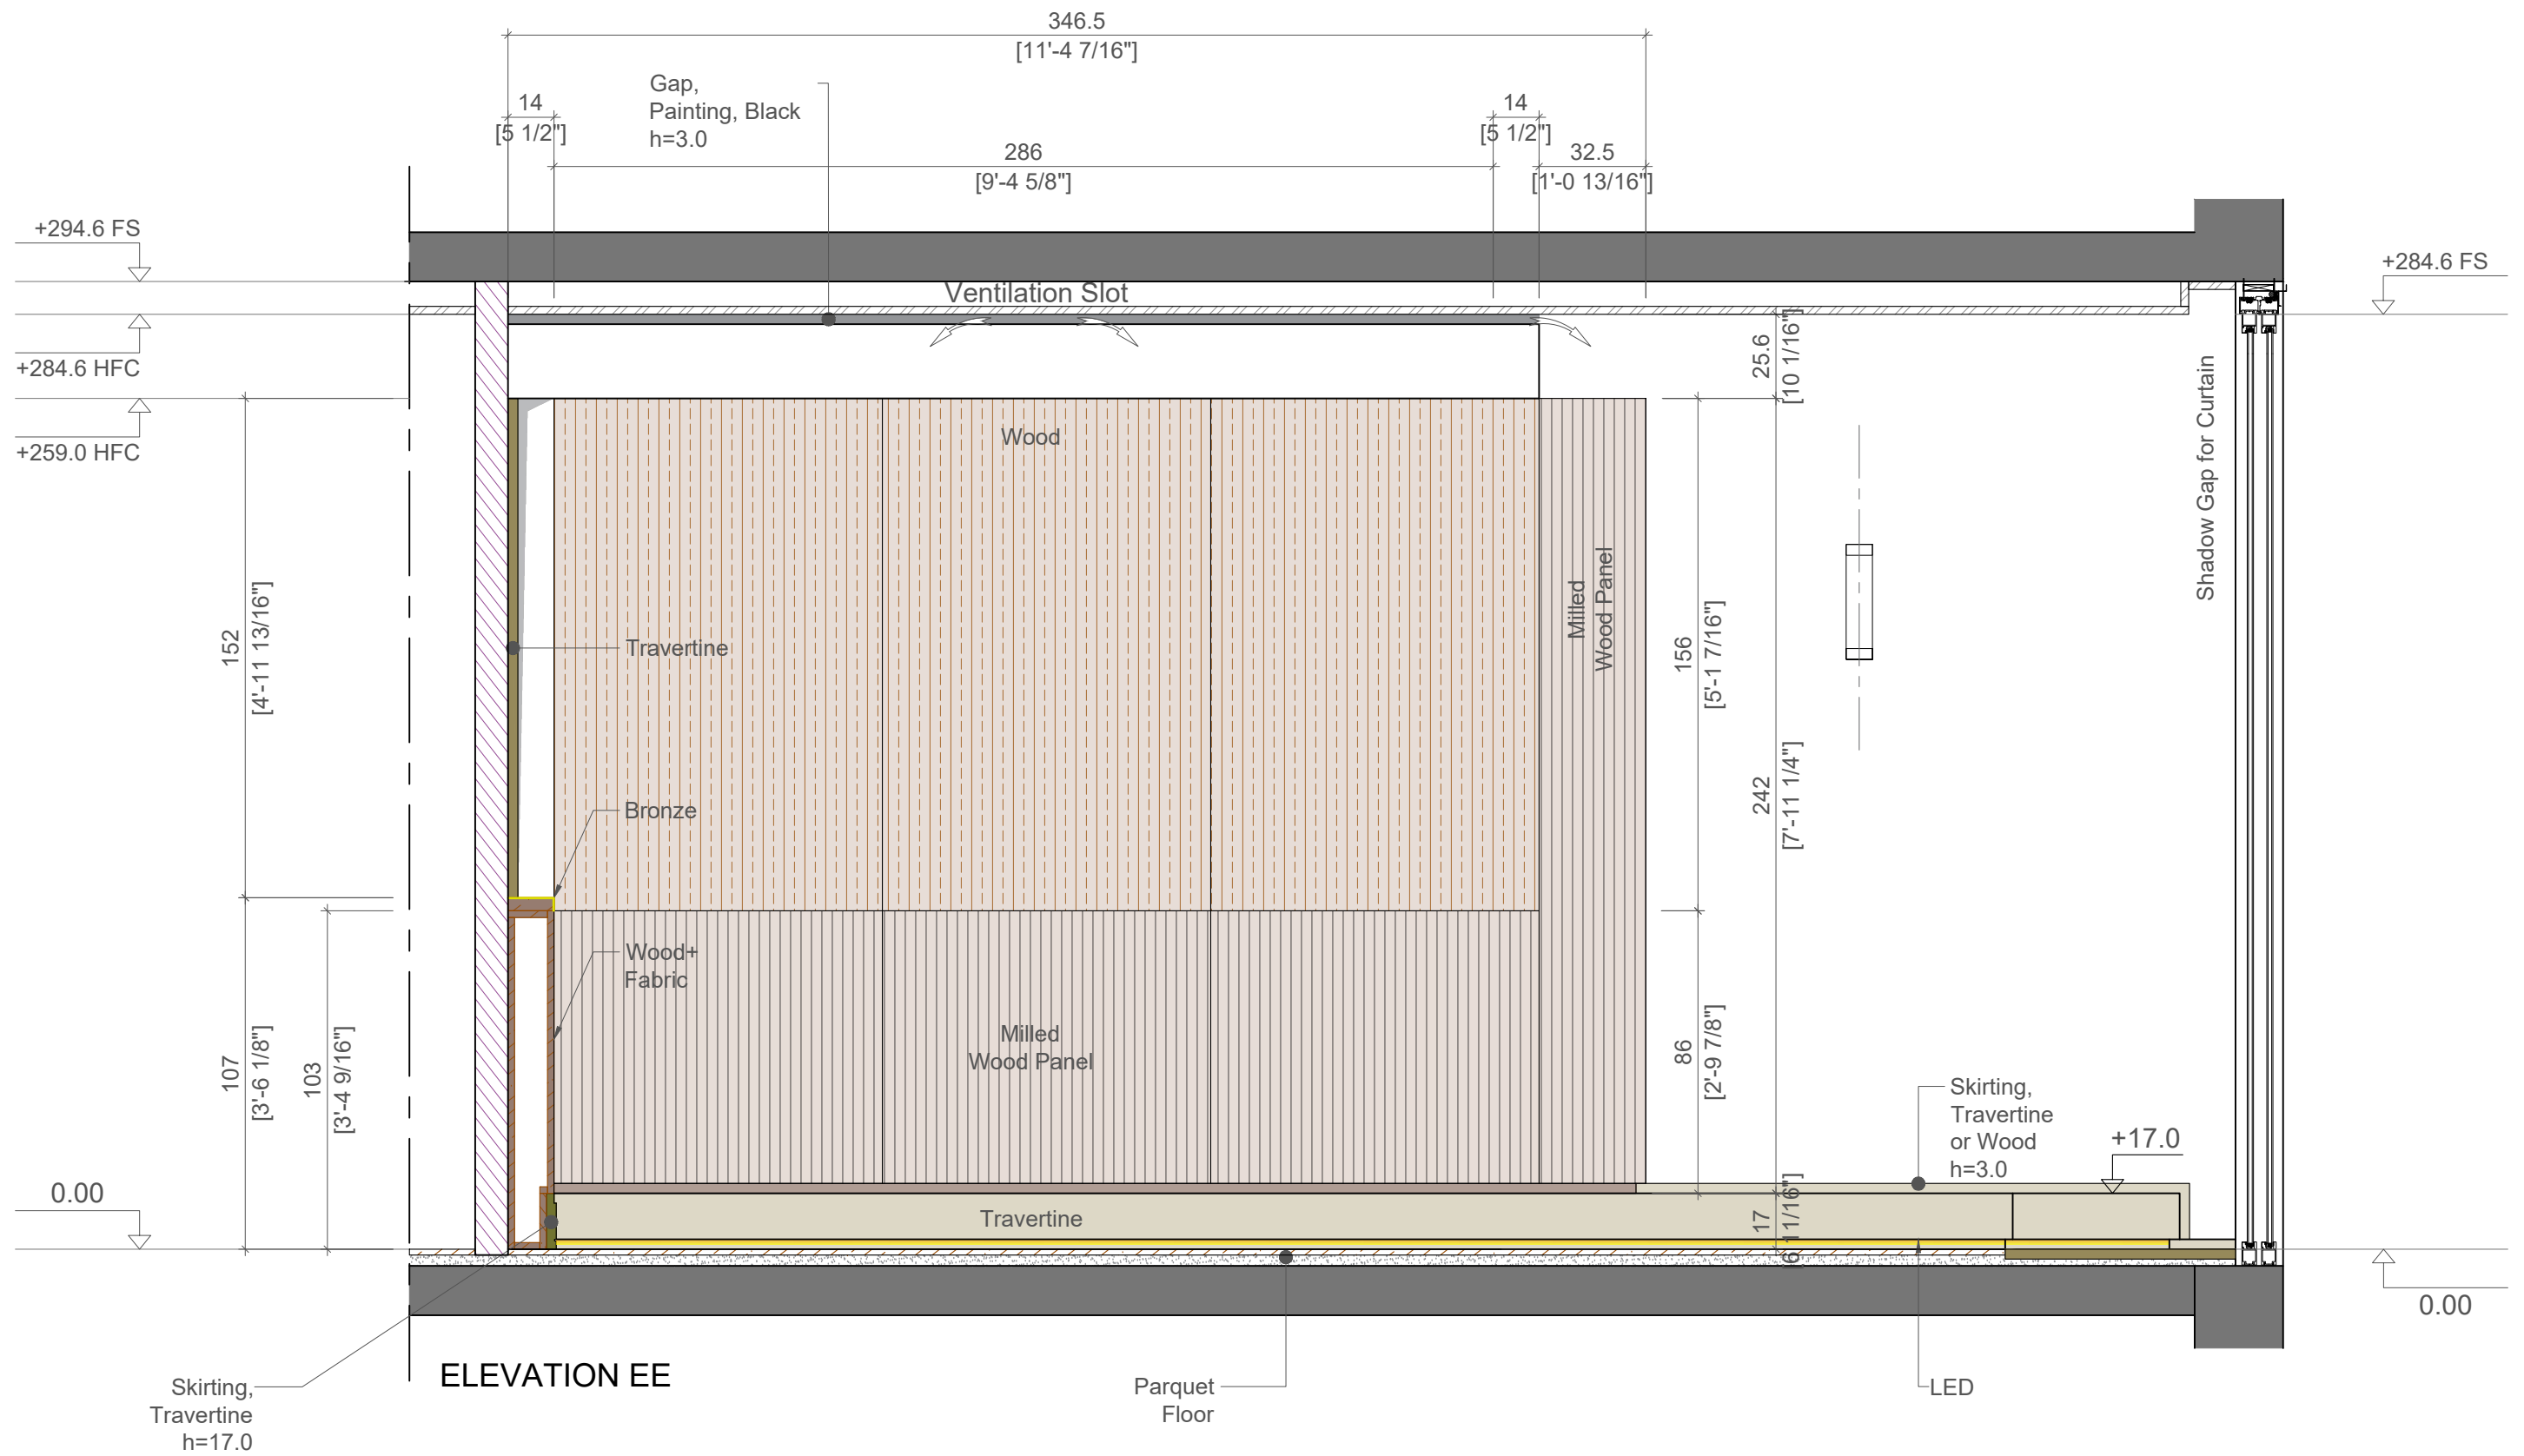 346.5
[11'-4 7/16"]
Gap,
Painting, Black
h=3.0
14
[5 1/2"]
14
[5 1/2"]
286
[9'-4 5/8"]
32.5
[1'-0 13/16"]
+294.6 FS
+284.6 FS
Ventilation Slot
+284.6 HFC
+259.0 HFC
25.6
[10 1/16"]
Shadow Gap for Curtain
Wood
Milled
Wood Panel
152
[4'-11 13/16"]
Travertine
156
[5'-1 7/16"]
242
[7'-11 1/4"]
Bronze
Wood+
Fabric
Milled
Wood Panel
107
[3'-6 1/8"]
103
[3'-4 9/16"]
86
[2'-9 7/8"]
Skirting,
Travertine
or Wood
h=3.0
+17.0
0.00
Travertine
17
[6 11/16"]
0.00
ELEVATION EE
Skirting,
Travertine
h=17.0
Parquet
Floor
LED